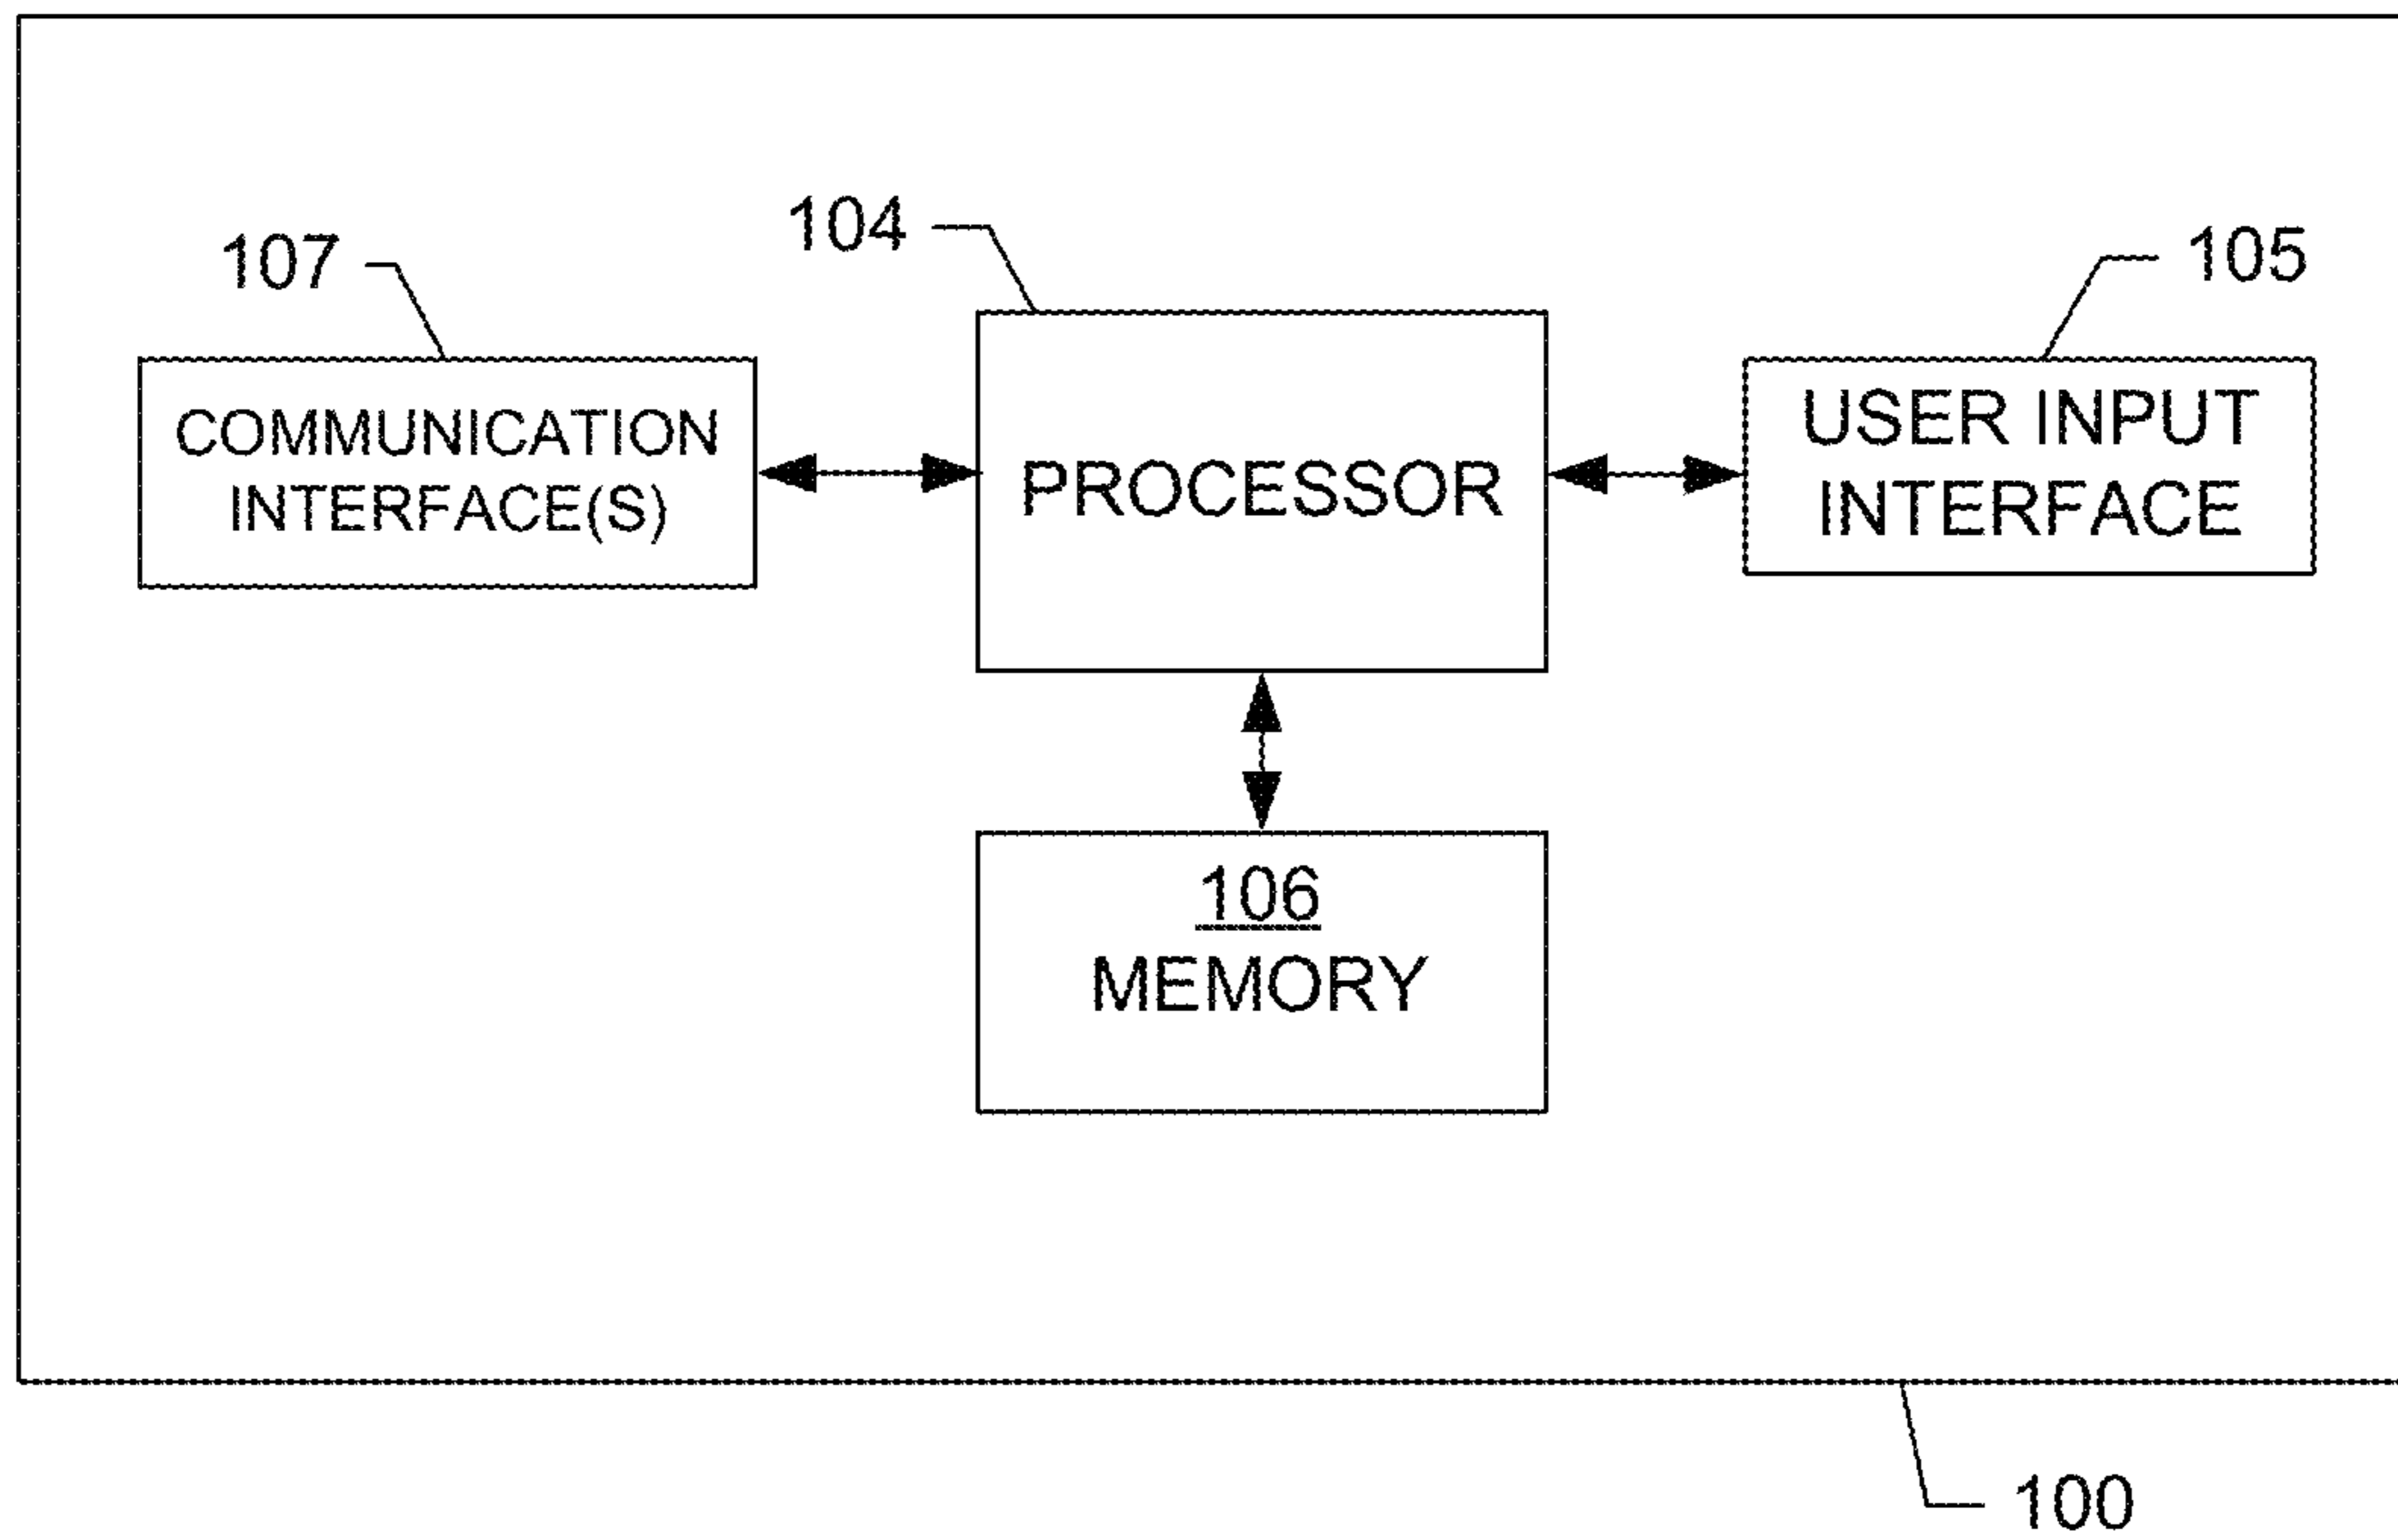 104
107
105
COMMUNICATION
INTERFACE(S)
PROCESSOR
USER INPUT
INTERFACE
106
MEMORY
100